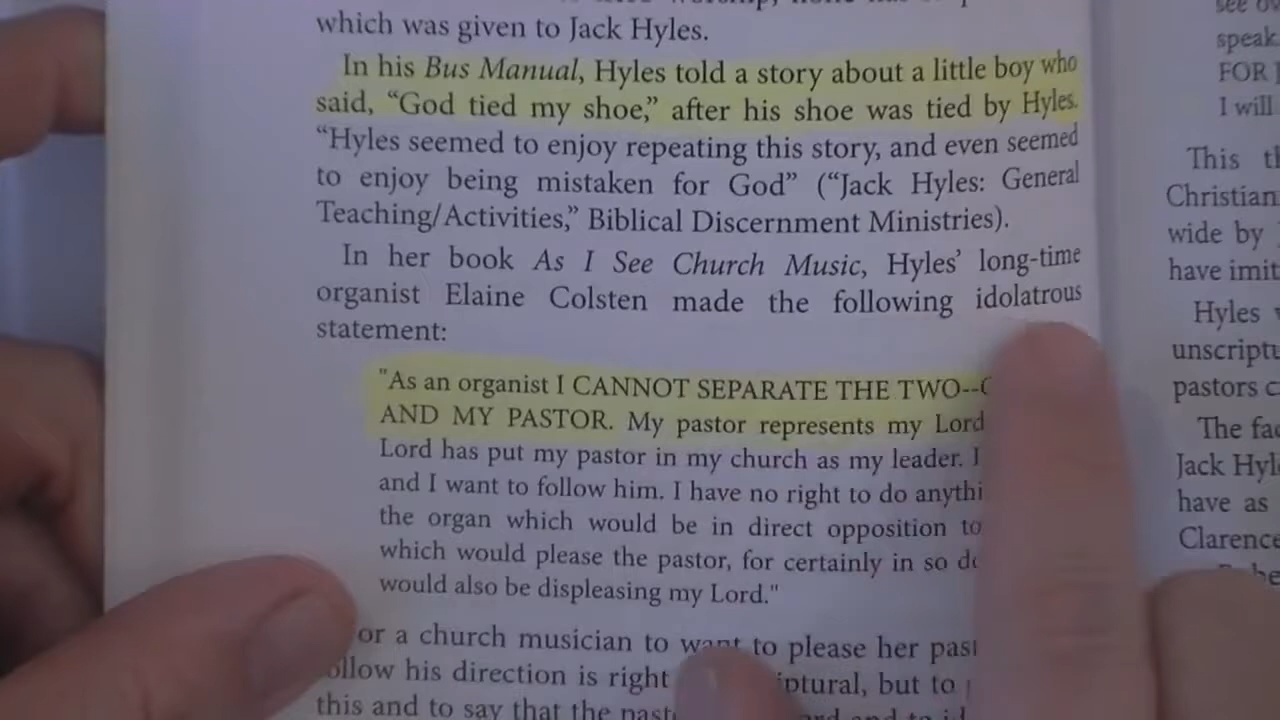 which was given to Jack Hyles.
In his Bus Manual, Hyles told a story about a little boy who
said, “God tied my shoe,” after his shoe was tied by Hyles.
“Hyles seemed to enjoy repeating this story, and even seemed
to enjoy being mistaken for God” (“Jack Hyles: General
Teaching/Activities,” Biblical Discernment Ministries).
In her book As I See Church Music, Hyles’ long-time
organist Elaine Colsten made the following idolatrous
statement:
"As an organist I CANNOT SEPARATE THE TWO--
AND MY PASTOR. My pastor represents my Lord
Lord has put my pastor in my church as my leader. I
and I want to follow him. I have no right to do
the organ which would be in direct opposition to
which would please the pastor, for certainly in so
would also be displeasing my Lord."
a church musician to want to please her
his direction is right but to
this and to say that the
see
speak.
FOR
I will
This
Christian
wide by
have
Hyles
pastors
The
Jack
have as
Clarence